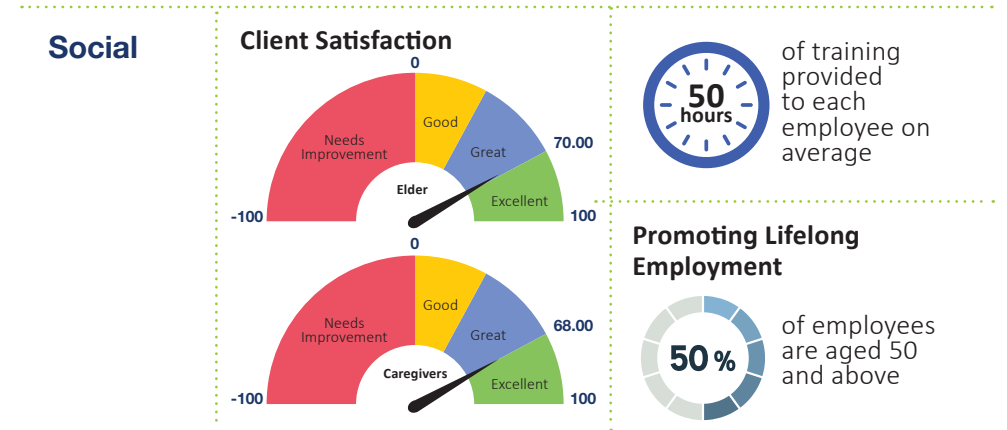 Social
Client Satisfaction
0
Good
Needs
Improvement
Great
70.00
Elder
Excellent
-100
100
0
Good
Needs
Improvement
Great
68.00
Caregivers
Excellent
-100
100
50
hours
of training
provided
to each
employee on
average
Promoting Lifelong
Employment
50 %
of employees
are aged 50
and above